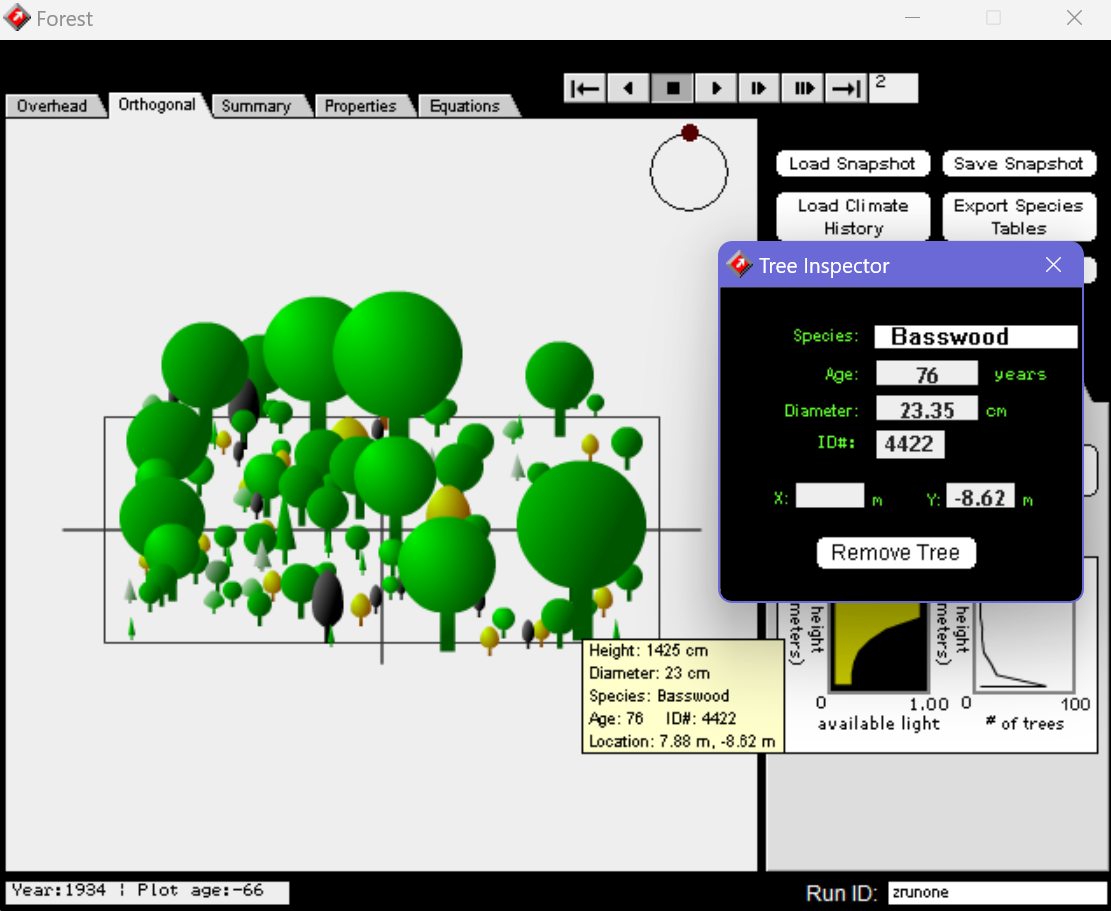 Forest
2
Overhead
Orthogonal
Summary
Properties
Equations
Load Snapshot
Save Snapshot
Load Climate
History
Export Species
Tables
Tree Inspector
Species: Basswood
Age: 76 years
Diameter: 23.35 cm
ID#: 4422
X: m Y: -8.62 m
Remove Tree
height
meters)
height
meters)
0 1.00
available light
0 100
# of trees
Height: 1425 cm
Diameter: 23 cm
Species: Basswood
Age: 76 ID#: 4422
Location: 7.88 m, -8.62 m
Year:1934 ¦ Plot age:-66
Run ID: zrunone